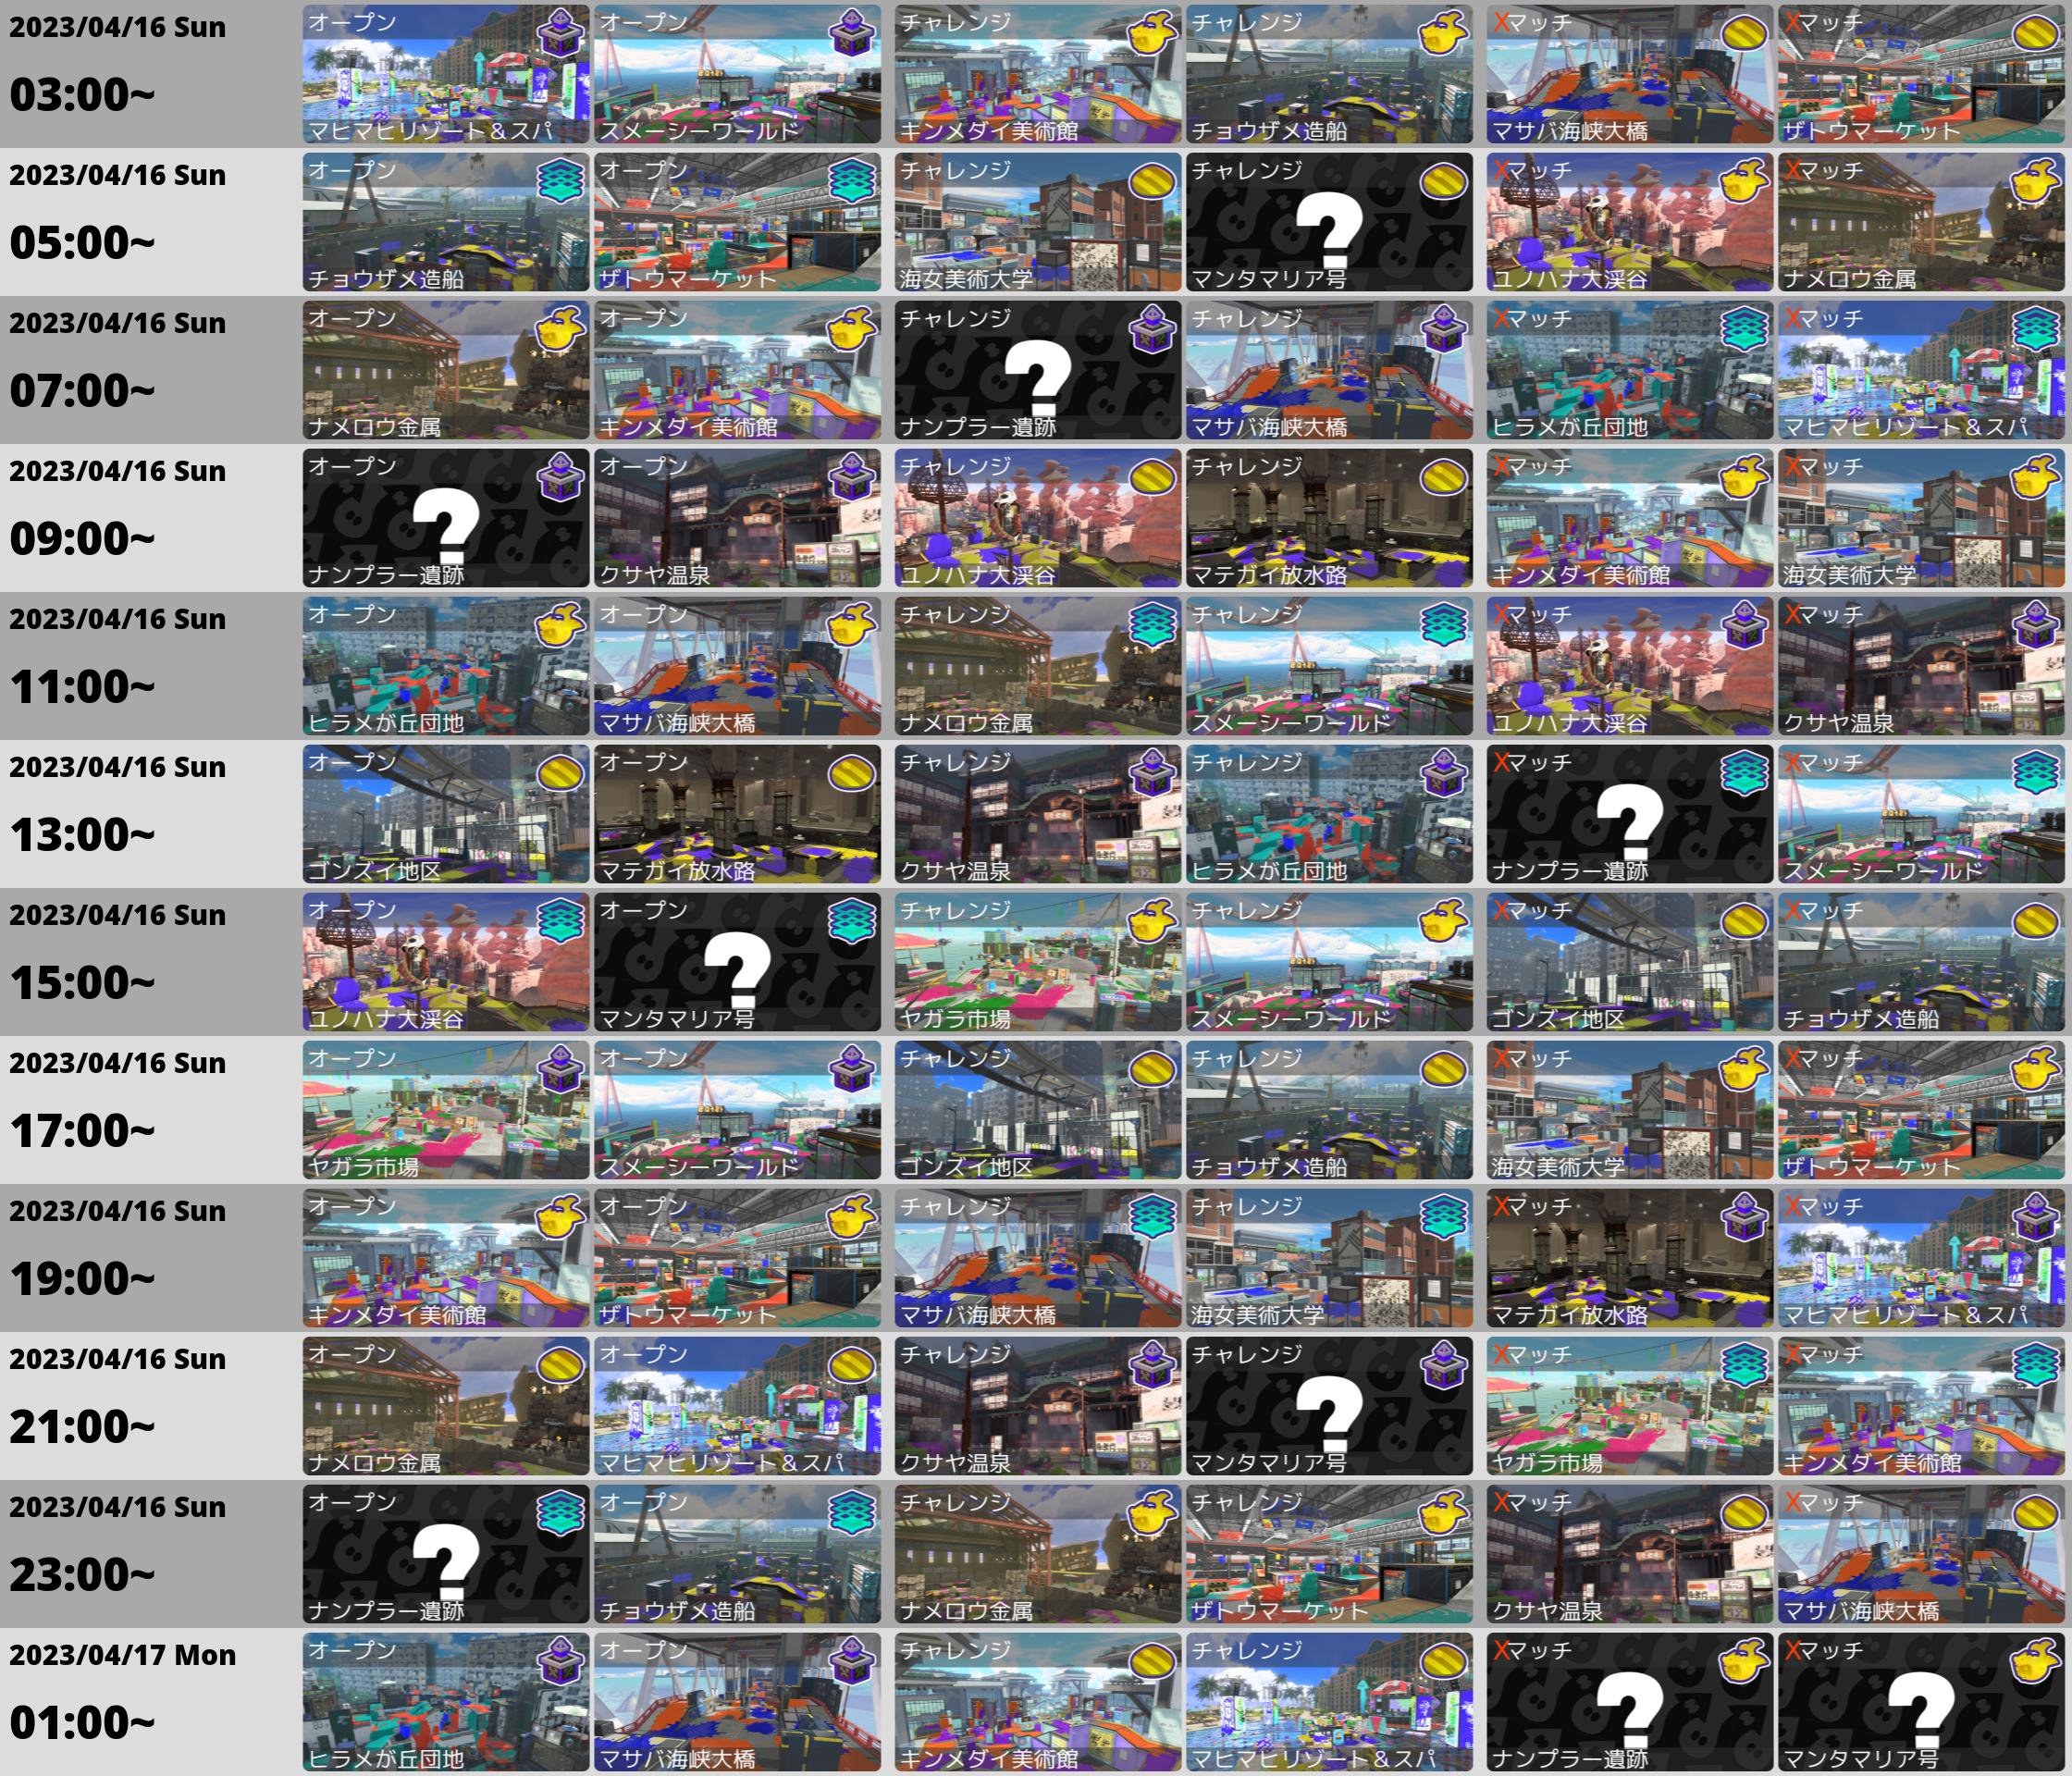 2023/04/16 Sun
03:00~
オープン
マヒマヒリゾート&スパ
オープン
スメーシーワールド
チャレンジ
キンメダイ美術館
チャレンジ
チョウザメ造船
Xマッチ
マサバ海峡大橋
Xマッチ
ザトウマーケット
2023/04/16 Sun
05:00~
オープン
チョウザメ造船
オープン
ザトウマーケット
チャレンジ
海女美術大学
チャレンジ
?
マンタマリア号
Xマッチ
ユノハナ大渓谷
Xマッチ
ナメロウ金属
2023/04/16 Sun
07:00~
オープン
ナメロウ金属
オープン
キンメダイ美術館
チャレンジ
?
ナンプラー遺跡
チャレンジ
マサバ海峡大橋
Xマッチ
ヒラメが丘団地
Xマッチ
マヒマヒリゾート&スパ
2023/04/16 Sun
09:00~
オープン
?
ナンプラー遺跡
オープン
クサヤ温泉
チャレンジ
ユノハナ大渓谷
チャレンジ
マテガイ放水路
Xマッチ
キンメダイ美術館
Xマッチ
海女美術大学
2023/04/16 Sun
11:00~
オープン
ヒラメが丘団地
オープン
マサバ海峡大橋
チャレンジ
ナメロウ金属
チャレンジ
スメーシーワールド
Xマッチ
ユノハナ大渓谷
Xマッチ
クサヤ温泉
2023/04/16 Sun
13:00~
オープン
ゴンズイ地区
オープン
マテガイ放水路
チャレンジ
クサヤ温泉
チャレンジ
ヒラメが丘団地
Xマッチ
?
ナンプラー遺跡
Xマッチ
スメーシーワールド
2023/04/16 Sun
15:00~
オープン
ユノハナ大渓谷
オープン
?
マンタマリア号
チャレンジ
ヤガラ市場
チャレンジ
スメーシーワールド
Xマッチ
ゴンズイ地区
Xマッチ
チョウザメ造船
2023/04/16 Sun
17:00~
オープン
ヤガラ市場
オープン
スメーシーワールド
チャレンジ
ゴンズイ地区
チャレンジ
チョウザメ造船
Xマッチ
海女美術大学
Xマッチ
ザトウマーケット
2023/04/16 Sun
19:00~
オープン
キンメダイ美術館
オープン
ザトウマーケット
チャレンジ
マサバ海峡大橋
チャレンジ
海女美術大学
Xマッチ
マテガイ放水路
Xマッチ
マヒマヒリゾート&スパ
2023/04/16 Sun
21:00~
オープン
ナメロウ金属
オープン
マヒマヒリゾート&スパ
チャレンジ
クサヤ温泉
チャレンジ
?
マンタマリア号
Xマッチ
ヤガラ市場
Xマッチ
キンメダイ美術館
2023/04/16 Sun
23:00~
オープン
?
ナンプラー遺跡
オープン
チョウザメ造船
チャレンジ
ナメロウ金属
チャレンジ
ザトウマーケット
Xマッチ
クサヤ温泉
Xマッチ
マサバ海峡大橋
2023/04/17 Mon
01:00~
オープン
ヒラメが丘団地
オープン
マサバ海峡大橋
チャレンジ
キンメダイ美術館
チャレンジ
マヒマヒリゾート&スパ
Xマッチ
?
ナンプラー遺跡
Xマッチ
?
マンタマリア号